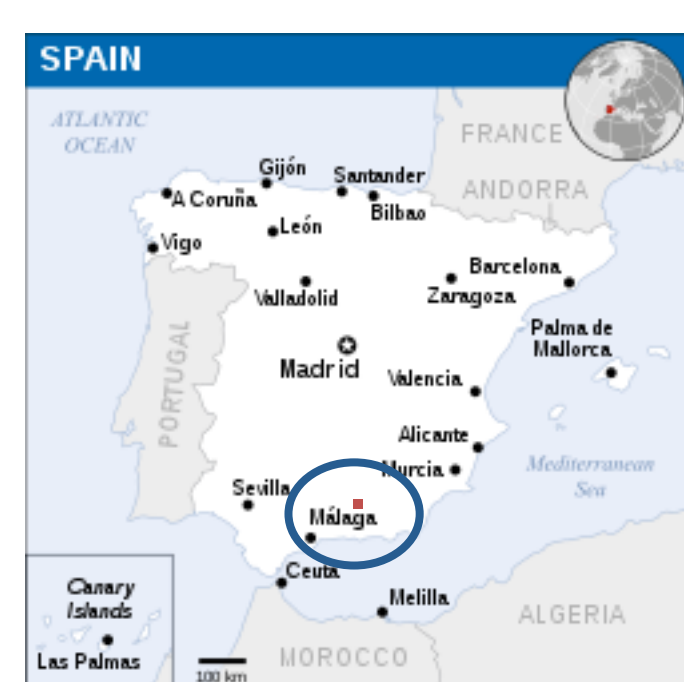 SPAIN
ATLANTIC
OCEAN
FRANCE
ANDORRA
Gijón
Santander
A Coruña
Bilbao
León
Vigo
Barcelona
Valladolid
Zaragoza
Palma de
Mallorca
PORTUGAL
Madrid
Valencia
Alicante
Murcia
Mediterranean
Sea
Sevilla
Málaga
Ceuta
Canary
Islands
Melilla
ALGERIA
Las Palmas
MOROCCO
100 km